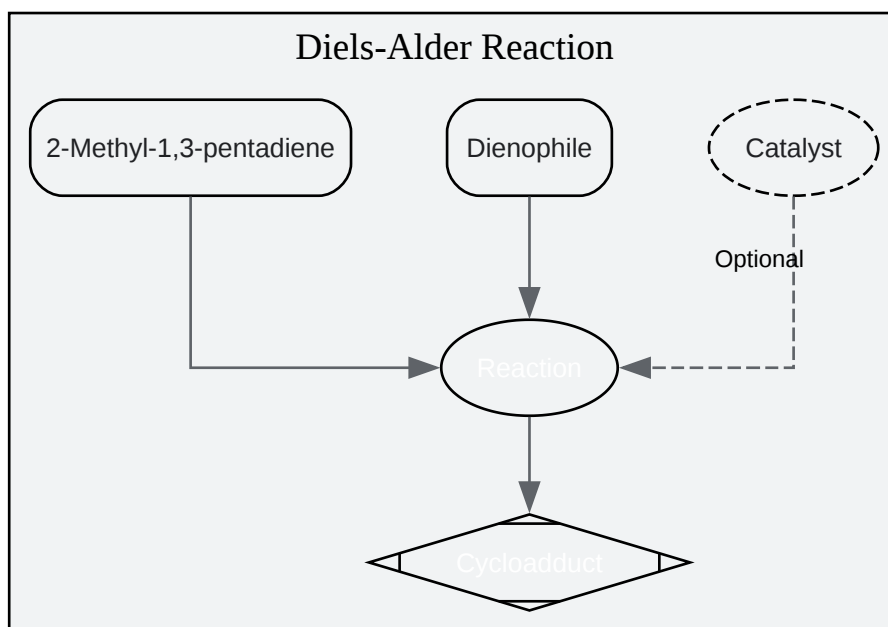 Diels-Alder Reaction
2-Methyl-1,3-pentadiene
Dienophile
Catalyst
Optional
Reaction
Cycloadduct